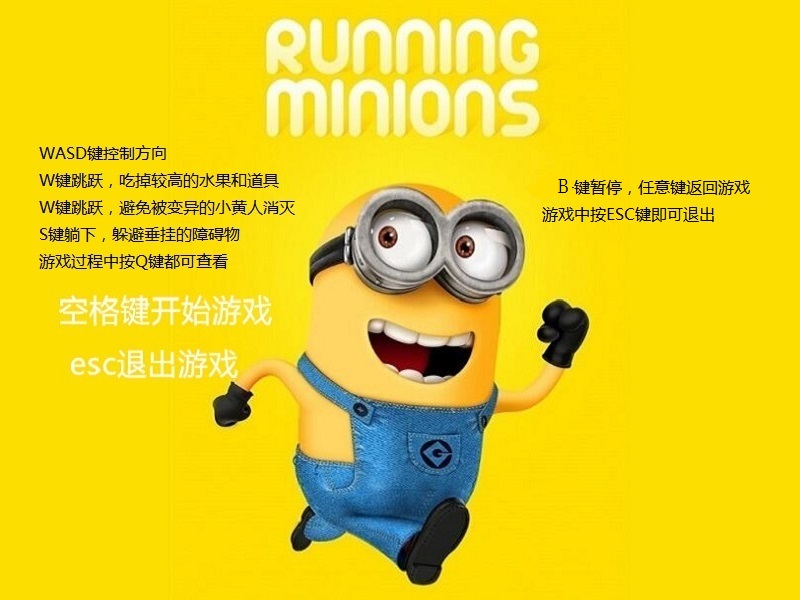 RUNNING
MINIONS
WASD键控制方向
W键跳跃，吃掉较高的水果和道具
W键跳跃，避免被变异的小黄人消灭
S键躺下，躲避垂挂的障碍物
游戏过程中按Q键都可查看
B 键暂停，任意键返回游戏
游戏中按ESC键即可退出
空格键开始游戏
esc退出游戏